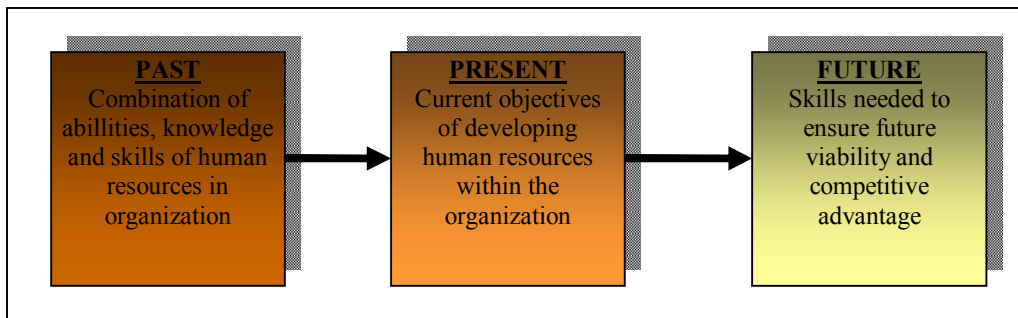 PAST
Combination of
abillities, knowledge
and skills of human
resources in
organization
PRESENT
Current objectives
of developing
human resources
within the
organization
FUTURE
Skills needed to
ensure future
viability and
competitive
advantage